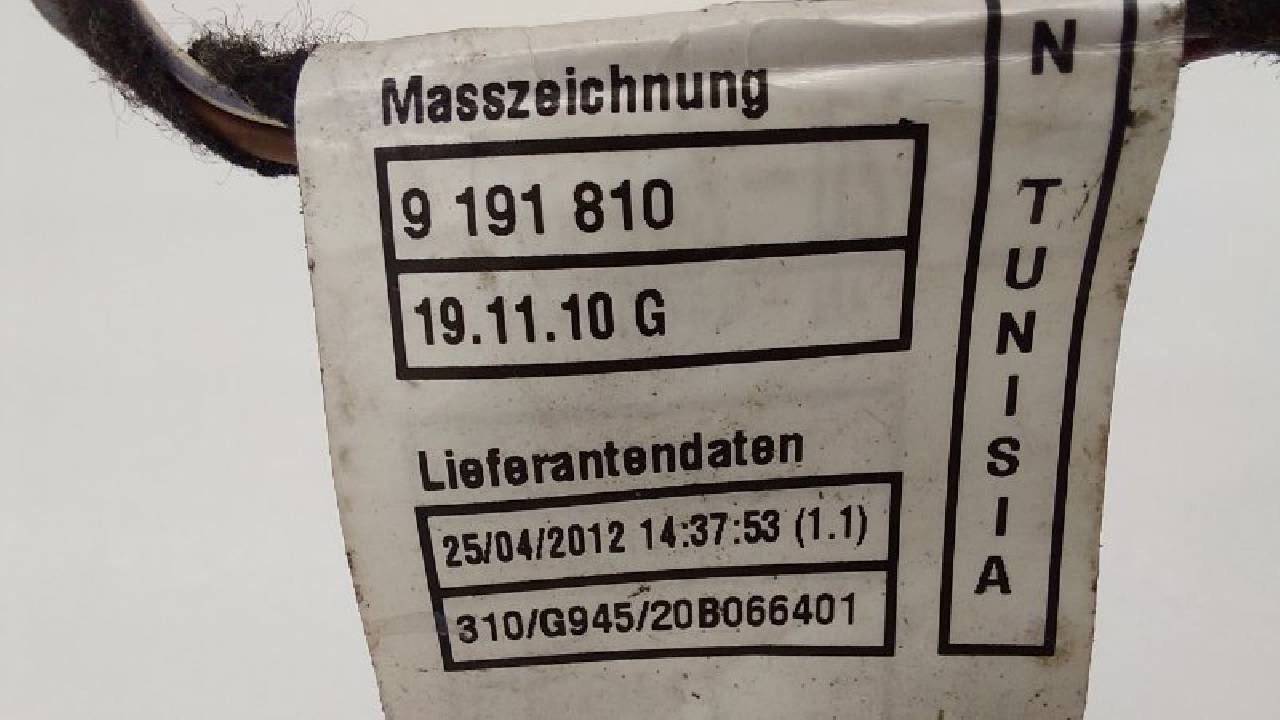 Masszeichnung
9 191 810
19.11.10 G
Lieferantendaten
25/04/2012 14:37:53 (1.1)
310/G945/20B066401
N TUNISIA